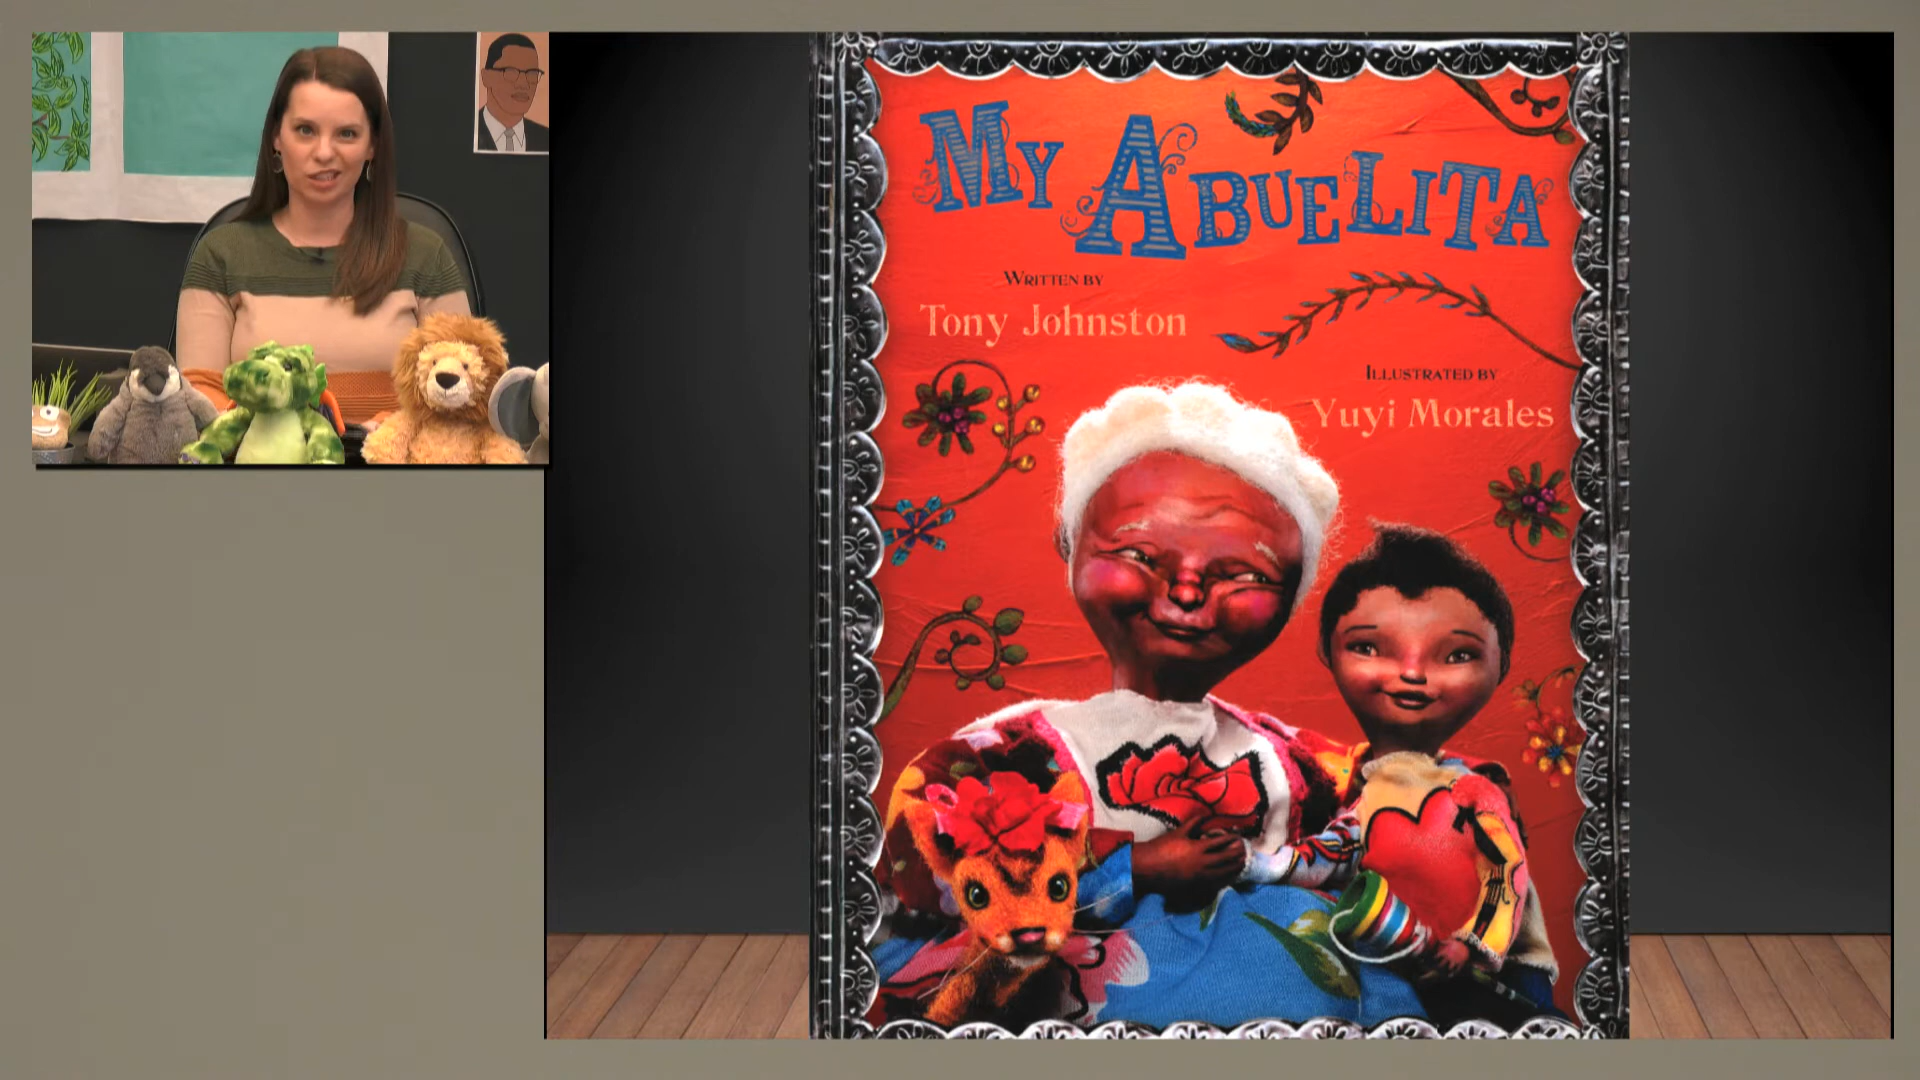 MY ABUELITA
WRITTEN BY
Tony Johnston
ILLUSTRATED BY
Yuyi Morales